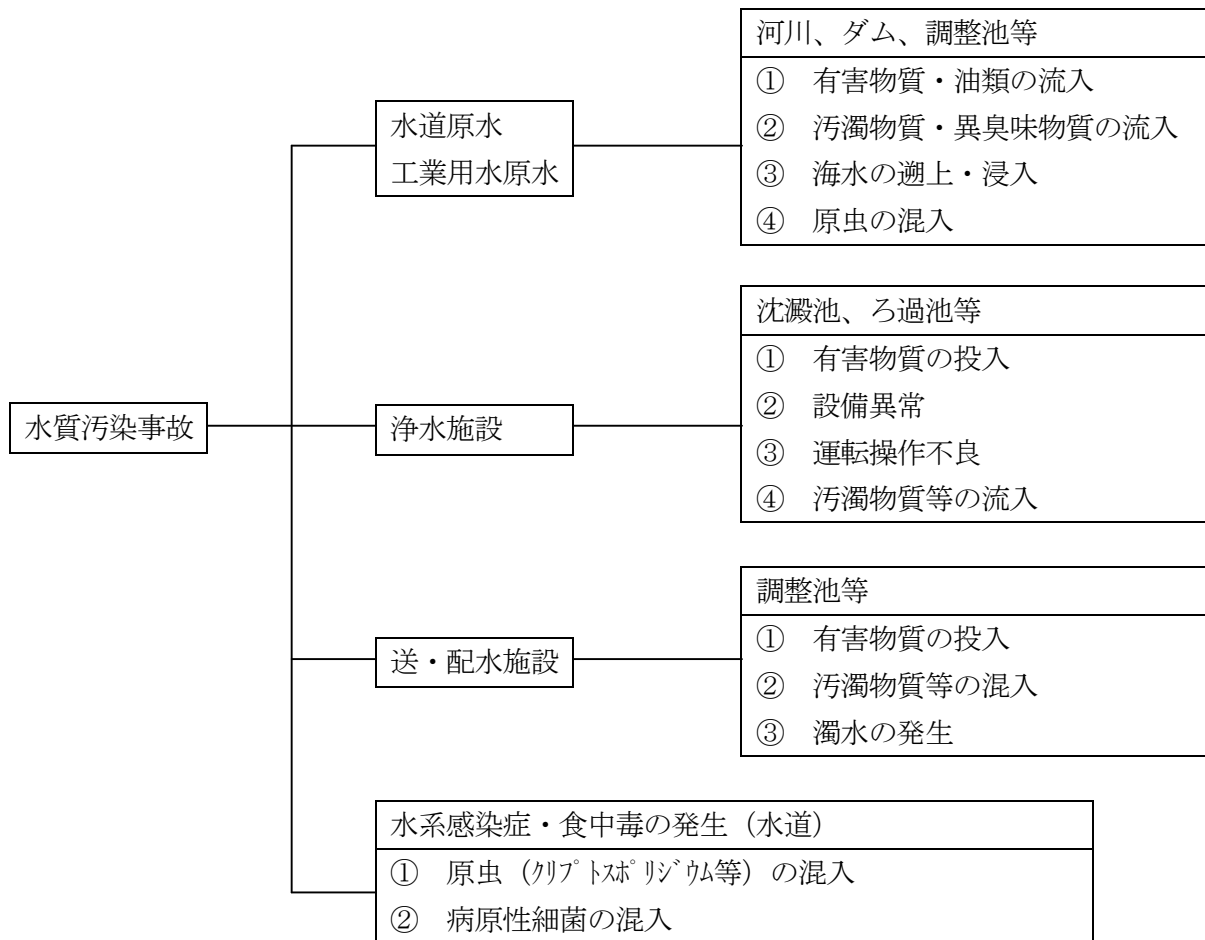 河川、ダム、調整池等
① 有害物質・油類の流入
② 汚濁物質・異臭味物質の流入
③ 海水の遡上・浸入
④ 原虫の混入
水道原水
工業用水原水
沈澱池、ろ過池等
① 有害物質の投入
② 設備異常
③ 運転操作不良
④ 汚濁物質等の流入
水質汚染事故
浄水施設
調整池等
① 有害物質の投入
② 汚濁物質等の混入
③ 濁水の発生
送・配水施設
水系感染症・食中毒の発生（水道）
① 原虫（ｸﾘﾌﾟﾄｽﾎﾟﾘｼﾞｳﾑ等）の混入
② 病原性細菌の混入